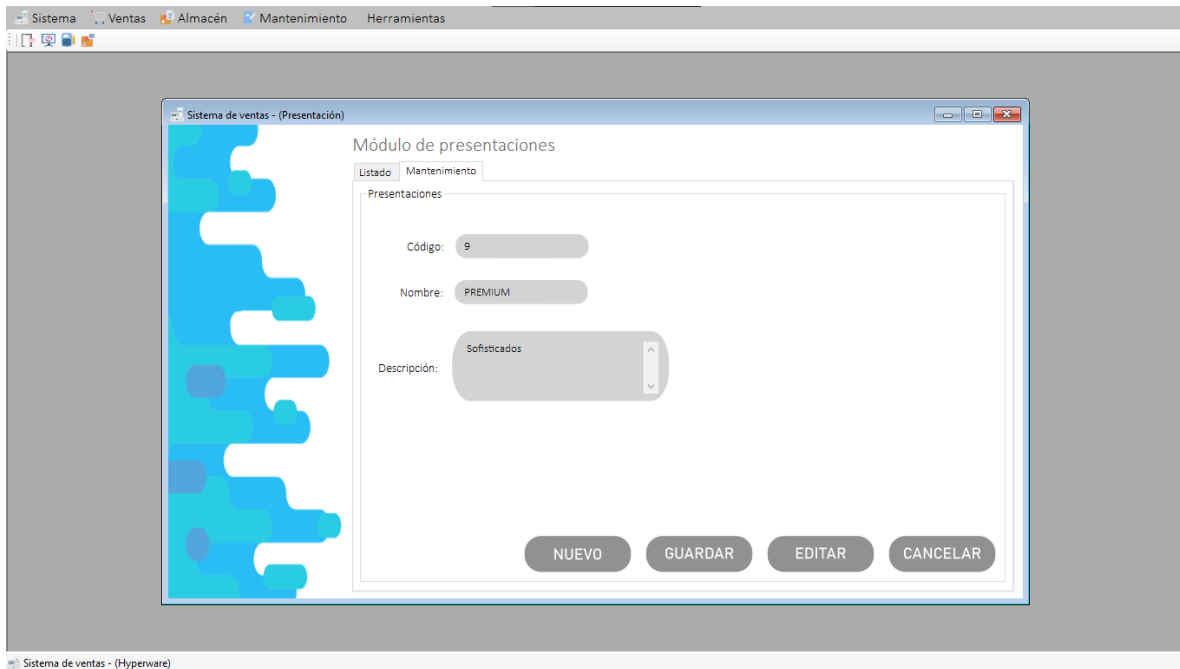 Sistema Ventas Almacén Mantenimiento Herramientas
Sistema de ventas - (Presentación)
Módulo de presentaciones
Listado Mantenimiento
Presentaciones
Código: 9
Nombre: PREMIUM
Sofisticados
Descripción:
NUEVO GUARDAR EDITAR CANCELAR
Sistema de ventas - (Hyperware)